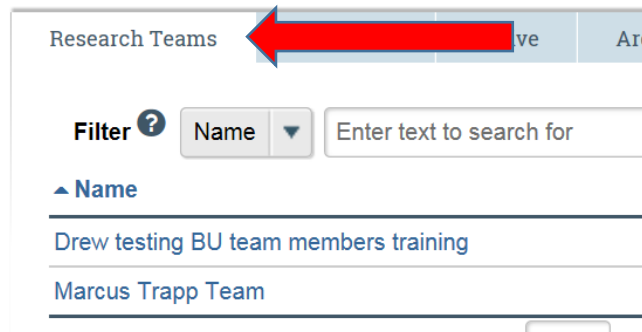 Research Teams
Filter ? Name Enter text to search for
Name
Drew testing BU team members training
Marcus Trapp Team